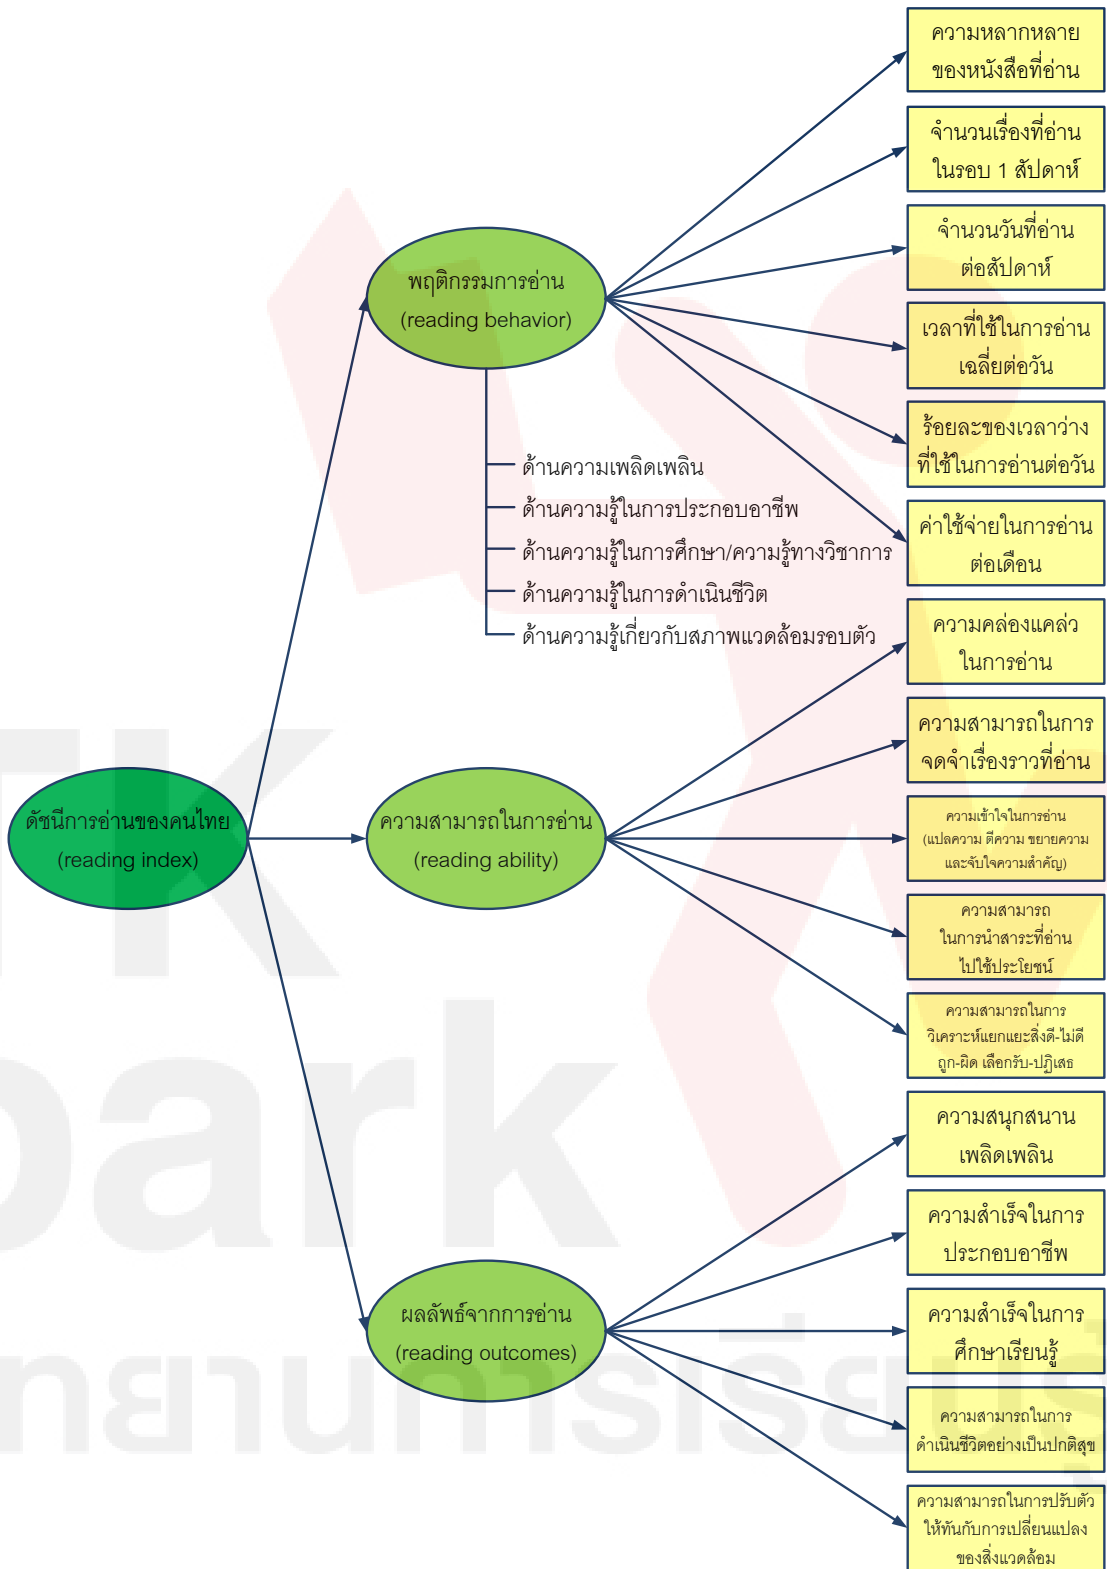 ความหลากหลาย
ของหนังสือที่อ่าน
จำนวนเรื่องที่อ่าน
ในรอบ 1 สัปดาห์
จำนวนวันที่อ่าน
ต่อสัปดาห์
พฤติกรรมการอ่าน
(reading behavior)
เวลาที่ใช้ในการอ่าน
เฉลี่ยต่อวัน
ร้อยละของเวลาว่าง
ที่ใช้ในการอ่านต่อวัน
ค่าใช้จ่ายในการอ่าน
ต่อเดือน
ด้านความเพลิดเพลิน
ด้านความรู้ในการประกอบอาชีพ
ด้านความรู้ในการศึกษา/ความรู้ทางวิชาการ
ด้านความรู้ในการดำเนินชีวิต
ด้านความรู้เกี่ยวกับสภาพแวดล้อมรอบตัว
ความคล่องแคล่ว
ในการอ่าน
ความสามารถในการ
จดจำเรื่องราวที่อ่าน
ดัชนีการอ่านของคนไทย
(reading index)
ความสามารถในการอ่าน
(reading ability)
ความเข้าใจในการอ่าน
(แปลความ ตีความ ขยายความ
และจับใจความสำคัญ)
ความสามารถ
ในการนำสาระที่อ่าน
ไปใช้ประโยชน์
ความสามารถในการ
วิเคราะห์แยกแยะสิ่งดี-ไม่ดี
ถูก-ผิด เลือกรับ-ปฏิเสธ
ความสนุกสนาน
เพลิดเพลิน
ความสำเร็จในการ
ประกอบอาชีพ
ผลลัพธ์จากการอ่าน
(reading outcomes)
ความสำเร็จในการ
ศึกษาเรียนรู้
ความสามารถในการ
ดำเนินชีวิตอย่างเป็นปกติสุข
ความสามารถในการปรับตัว
ให้ทันกับการเปลี่ยนแปลง
ของสิ่งแวดล้อม
TK
park